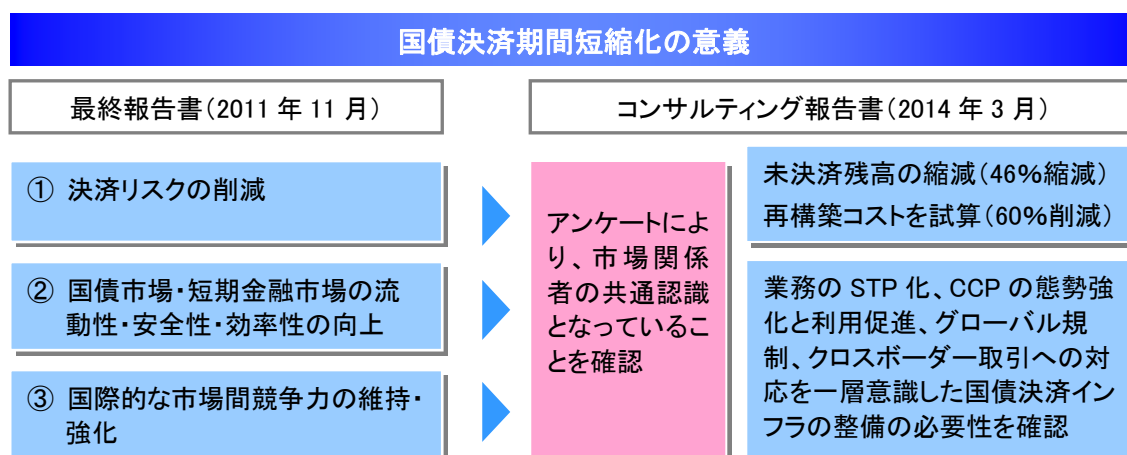 国債決済期間短縮化の意義
最終報告書(2011 年 11 月)
コンサルティング報告書(2014 年 3 月)
① 決済リスクの削減
② 国債市場・短期金融市場の流
動性・安全性・効率性の向上
③ 国際的な市場間競争力の維持・
強化
アンケートによ
り、市場関係
者の共通認識
となっているこ
とを確認
未決済残高の縮減(46%縮減)
再構築コストを試算(60%削減)
業務の STP 化、CCP の態勢強
化と利用促進、グローバル規
制、クロスボーダー取引への対
応を一層意識した国債決済イン
フラの整備の必要性を確認